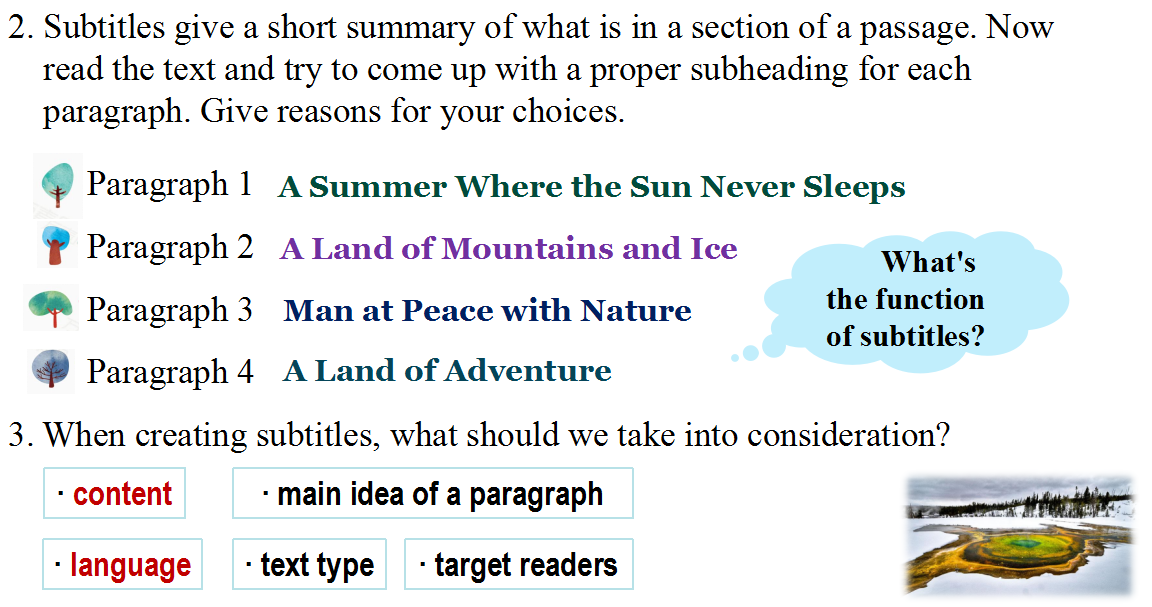 2. Subtitles give a short summary of what is in a section of a passage. Now
read the text and try to come up with a proper subheading for each
paragraph. Give reasons for your choices.
Paragraph 1 A Summer Where the Sun Never Sleeps
Paragraph 2 A Land of Mountains and Ice
Paragraph 3 Man at Peace with Nature
Paragraph 4 A Land of Adventure
What's
the function
of subtitles?
3. When creating subtitles, what should we take into consideration?
· content · main idea of a paragraph
· language · text type · target readers